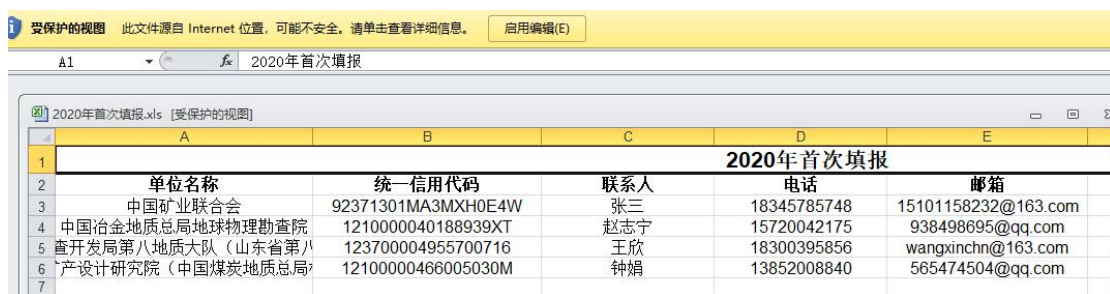 受保护的视图 此文件源自 Internet 位置，可能不安全。请单击查看详细信息。 启用编辑(E)
A1 fx 2020年首次填报
2020年首次填报.xls [受保护的视图]
A B C D E
1 2020年首次填报
2 单位名称 统一信用代码 联系人 电话 邮箱
3 中国矿业联合会 92371301MA3MXH0E4W 张三 18345785748 15101158232@163.com
4 中国冶金地质总局地球物理勘查院 1210000040188939XT 赵志宁 15720042175 938498695@qq.com
5 查开发局第八地质大队（山东省第八 123700004955700716 王欣 18300395856 wangxinchn@163.com
6 产设计研究院（中国煤炭地质总局 12100000466005030M 钟娟 13852008840 565474504@qq.com
7